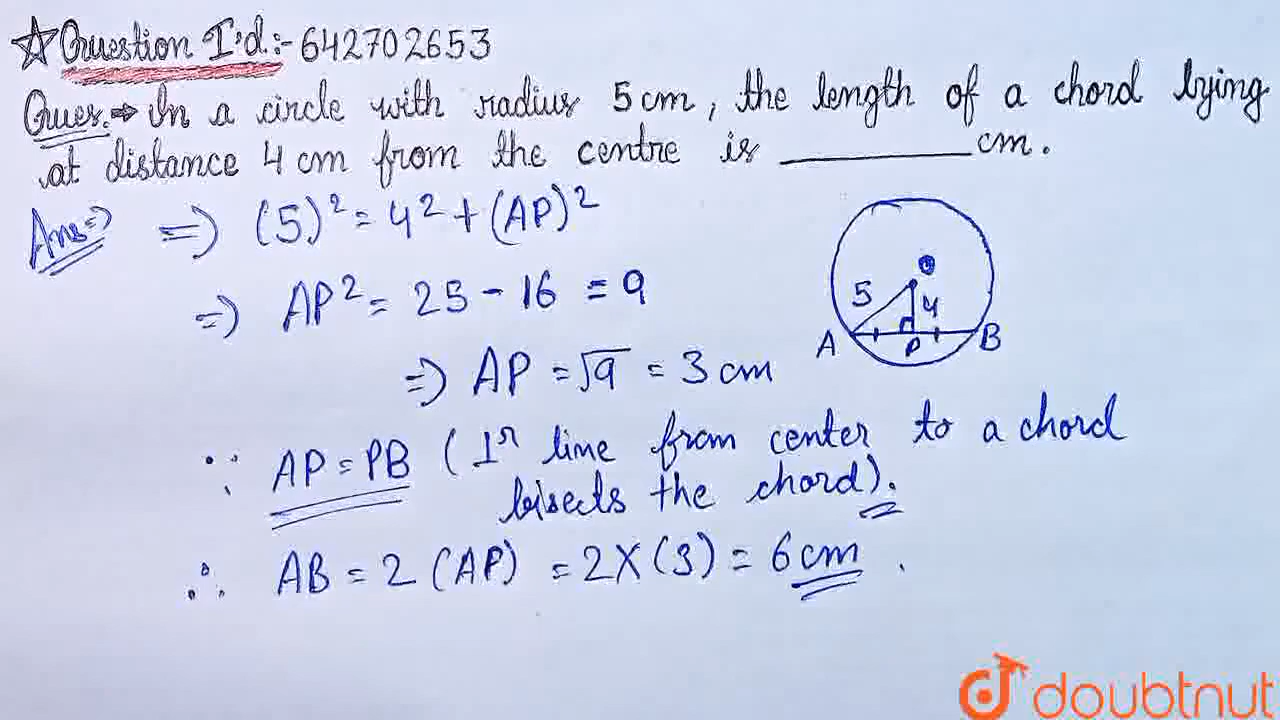 ☆ Question I'd:- 642702653
Ques. ⇒ In a circle with radius 5 cm, the length of a chord lying
at distance 4 cm from the centre is ________ cm.
Ans ⇒ ⇒ (5)² = 4² + (AP)²
⇒ AP² = 25 - 16 = 9
⇒ AP = √9 = 3 cm
∵ AP = PB (⊥r line from center to a chord
bisects the chord).
∴ AB = 2 (AP) = 2 × (3) = 6 cm.
O
5
4
A
P
B
doubtnut